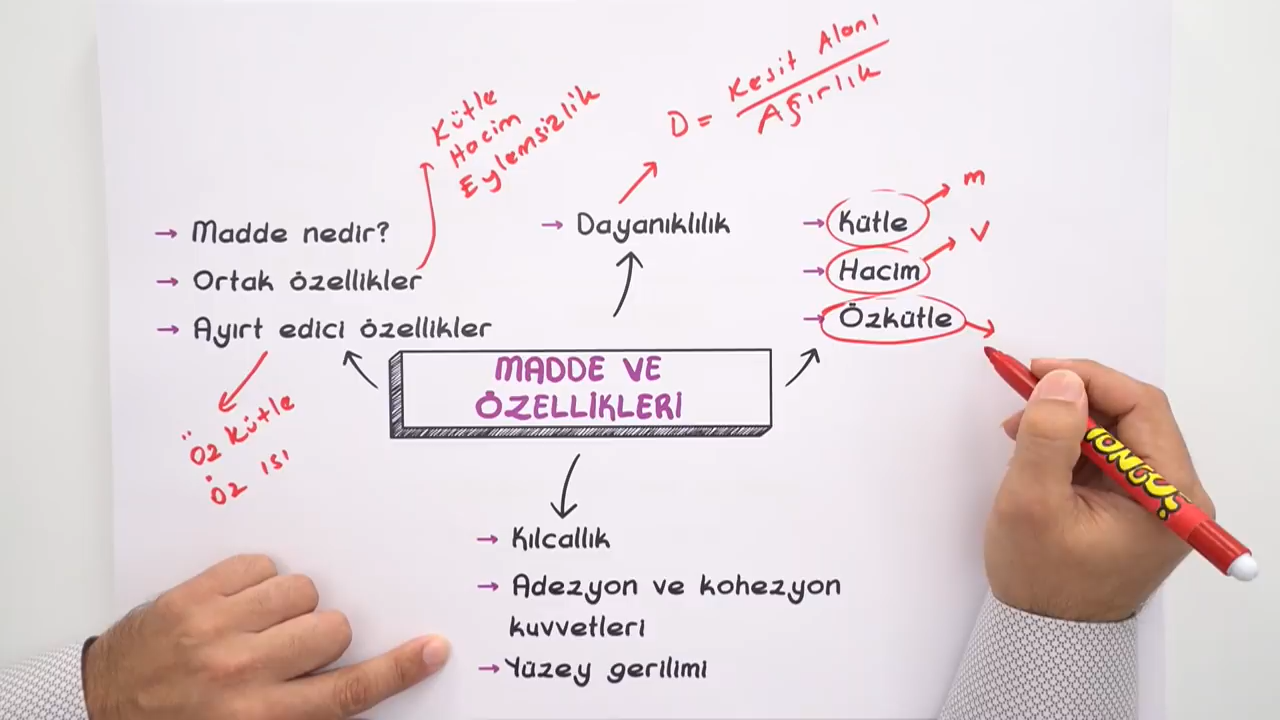 D = Kesit Alanı
Ağırlık
Kütle
Hacim
Eylemsizlik
→ Madde nedir?
→ Ortak özellikler
→ Ayırt edici özellikler
Öz kütle
Öz ısı
→ Dayanıklılık
→ Kütle → m
→ Hacim → V
→ Özkütle →
MADDE VE
ÖZELLİKLERİ
→ Kılcallık
→ Adezyon ve kohezyon
kuvvetleri
→ Yüzey gerilimi
TONGUÇ